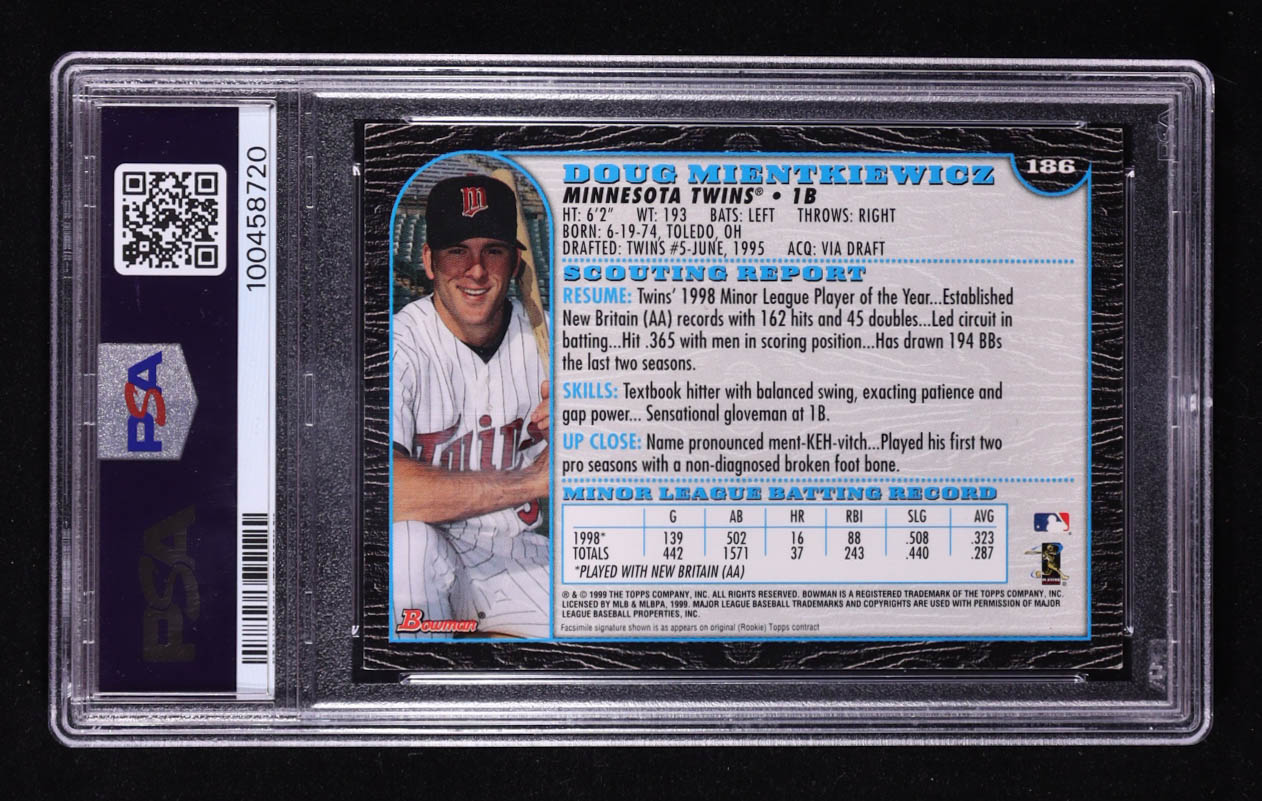 100458720
PSA
PSA
186
DOUG MIENTKIEWICZ
MINNESOTA TWINS® • 1B
HT: 6'2" WT: 193 BATS: LEFT THROWS: RIGHT
BORN: 6-19-74, TOLEDO, OH
DRAFTED: TWINS #5-JUNE, 1995 ACQ: VIA DRAFT
SCOUTING REPORT
RESUME: Twins' 1998 Minor League Player of the Year...Established
New Britain (AA) records with 162 hits and 45 doubles...Led circuit in
batting...Hit .365 with men in scoring position...Has drawn 194 BBs
the last two seasons.
SKILLS: Textbook hitter with balanced swing, exacting patience and
gap power... Sensational gloveman at 1B.
UP CLOSE: Name pronounced ment-KEH-vitch...Played his first two
pro seasons with a non-diagnosed broken foot bone.
MINOR LEAGUE BATTING RECORD
G AB HR RBI SLG AVG
1998* 139 502 16 88 .508 .323
TOTALS 442 1571 37 243 .440 .287
*PLAYED WITH NEW BRITAIN (AA)
® & © 1999 THE TOPPS COMPANY, INC. ALL RIGHTS RESERVED. BOWMAN IS A REGISTERED TRADEMARK OF THE TOPPS COMPANY, INC.
LICENSED BY MLB & MLBPA, 1999. MAJOR LEAGUE BASEBALL TRADEMARKS AND COPYRIGHTS ARE USED WITH PERMISSION OF MAJOR
LEAGUE BASEBALL PROPERTIES, INC.
Facsimile signature shown is as appears on original (Rookie) Topps contract
M
Twins
Bowman®